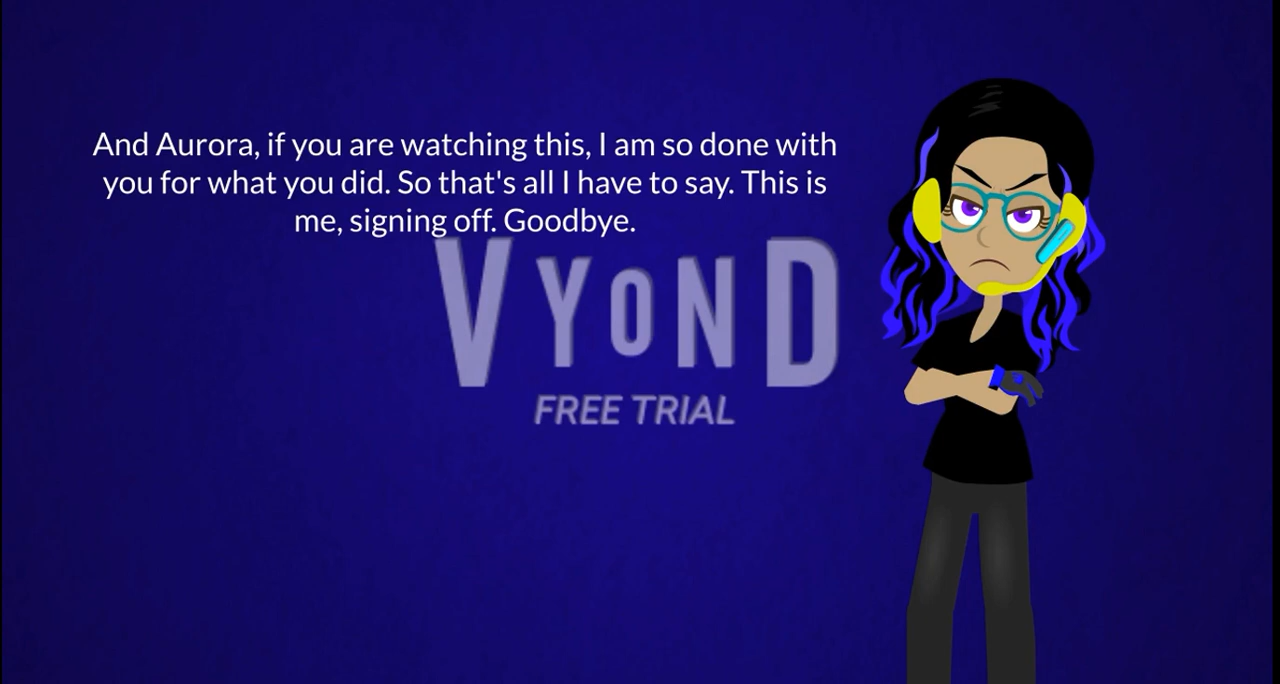 And Aurora, if you are watching this, I am so done with
you for what you did. So that's all I have to say. This is
me, signing off. Goodbye.
VYOND
FREE TRIAL